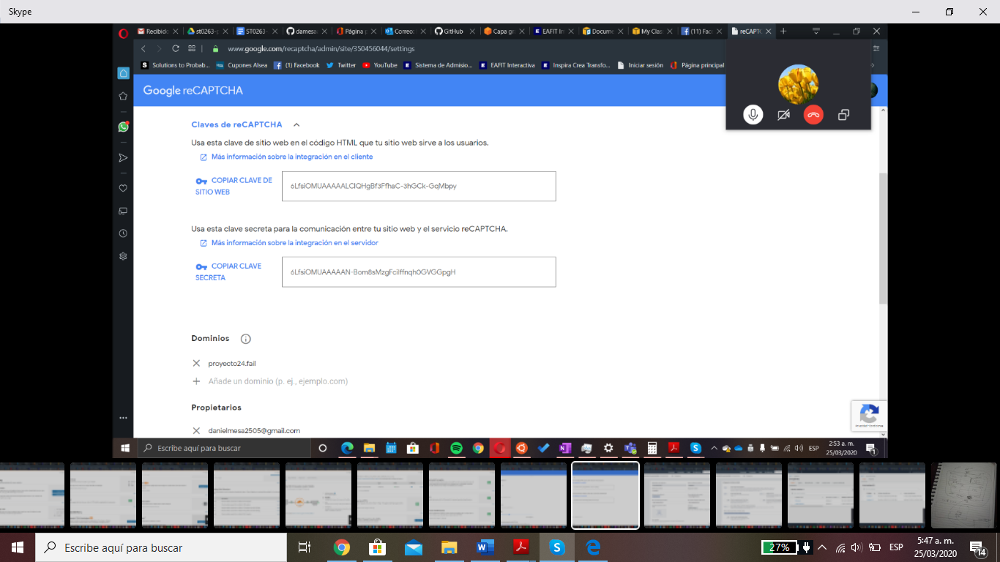 Skype
Recibido
st0263-p
ST0263-
damesa
Página p
Correo:
GitHub
Capa gra
EAFIT In
Docume
My Clas
(11) Fac
reCAPT
www.google.com/recaptcha/admin/site/350456044/settings
Solutions to Probab...
Cupones Alsea
(1) Facebook
Twitter
YouTube
Sistema de Admisio...
EAFIT Interactiva
Inspira Crea Transfo...
Iniciar sesión
Página principal
Google reCAPTCHA
Claves de reCAPTCHA
Usa esta clave de sitio web en el código HTML que tu sitio web sirve a los usuarios.
Más información sobre la integración en el cliente
COPIAR CLAVE DE
SITIO WEB
6LfsiOMUAAAAALCIQHgBf3FfhaC-3hGCk-GqMbpy
Usa esta clave secreta para la comunicación entre tu sitio web y el servicio reCAPTCHA.
Más información sobre la integración en el servidor
COPIAR CLAVE
SECRETA
6LfsiOMUAAAAAN-Bom8sMzgFcilffnqh0GVGGpgH
Dominios
proyecto24.fail
Añade un dominio (p. ej., ejemplo.com)
Propietarios
danielmesa2505@gmail.com
Escribe aquí para buscar
ESP
2:53 a. m.
25/03/2020
1
Escribe aquí para buscar
27%
ESP
5:47 a. m.
25/03/2020
14